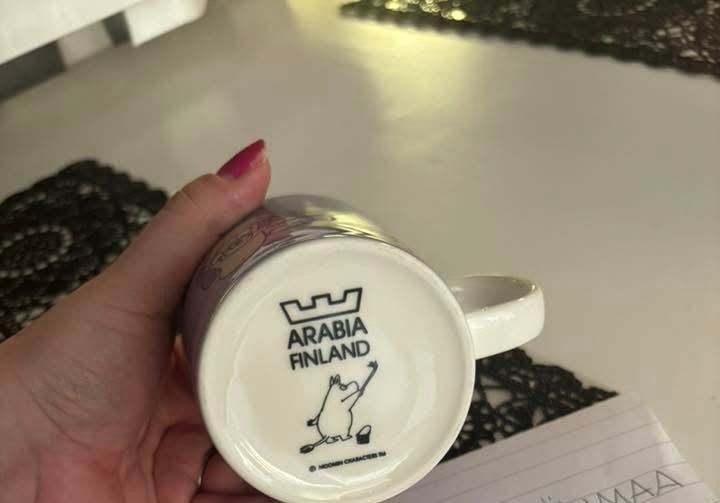 ARABIA
FINLAND
© MOOMIN CHARACTERS TM